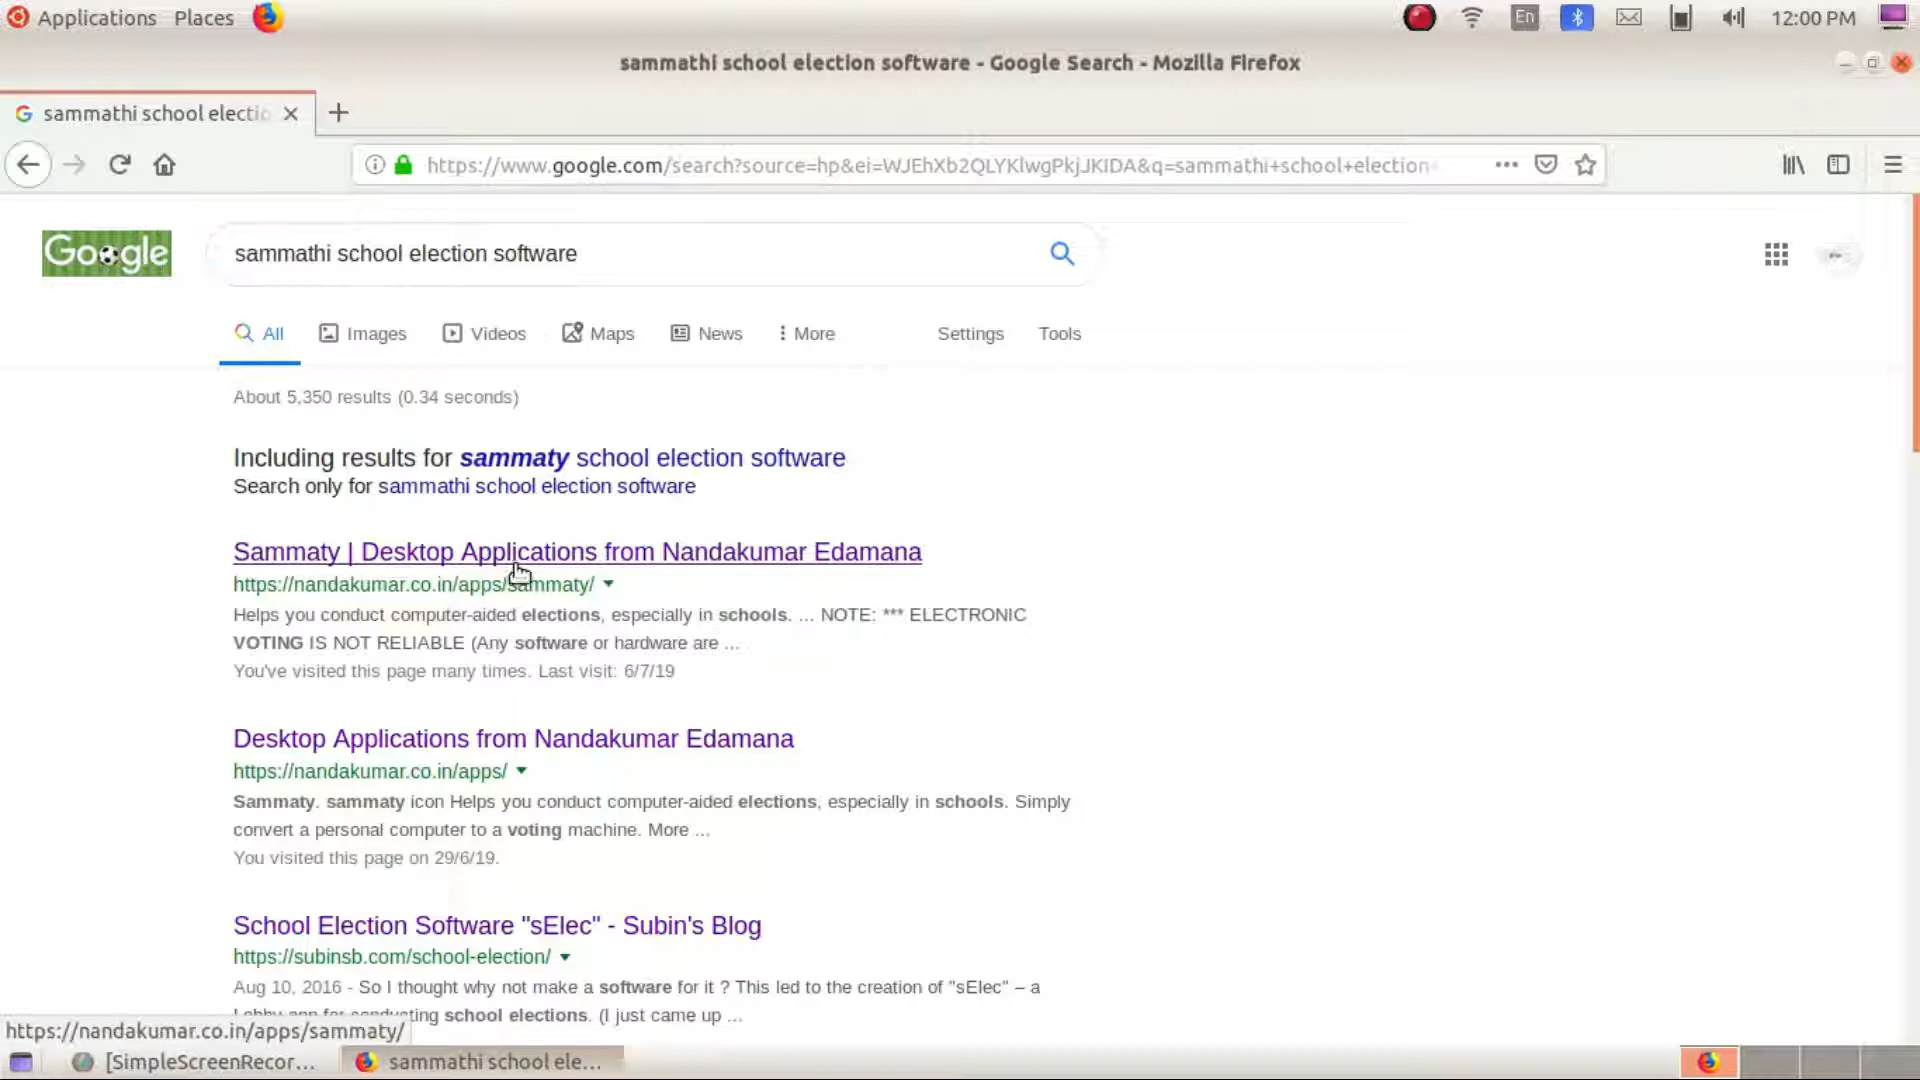 Applications Places En 12:00 PM
sammathi school election software - Google Search - Mozilla Firefox
sammathi school electio
https://www.google.com/search?source=hp&ei=WJEhXb2QLYKlwgPkjJKIDA&q=sammathi+school+election
Google sammathi school election software
All Images Videos Maps News More Settings Tools
About 5,350 results (0.34 seconds)
Including results for sammaty school election software
Search only for sammathi school election software
Sammaty | Desktop Applications from Nandakumar Edamana
https://nandakumar.co.in/apps/sammaty/
Helps you conduct computer-aided elections, especially in schools. ... NOTE: *** ELECTRONIC
VOTING IS NOT RELIABLE (Any software or hardware are ...
You've visited this page many times. Last visit: 6/7/19
Desktop Applications from Nandakumar Edamana
https://nandakumar.co.in/apps/
Sammaty. sammaty icon Helps you conduct computer-aided elections, especially in schools. Simply
convert a personal computer to a voting machine. More ...
You visited this page on 29/6/19.
School Election Software "sElec" - Subin's Blog
https://subinsb.com/school-election/
Aug 10, 2016 - So I thought why not make a software for it ? This led to the creation of "sElec" – a
school elections. (I just came up ...
https://nandakumar.co.in/apps/sammaty/
[SimpleScreenRecor... sammathi school ele...